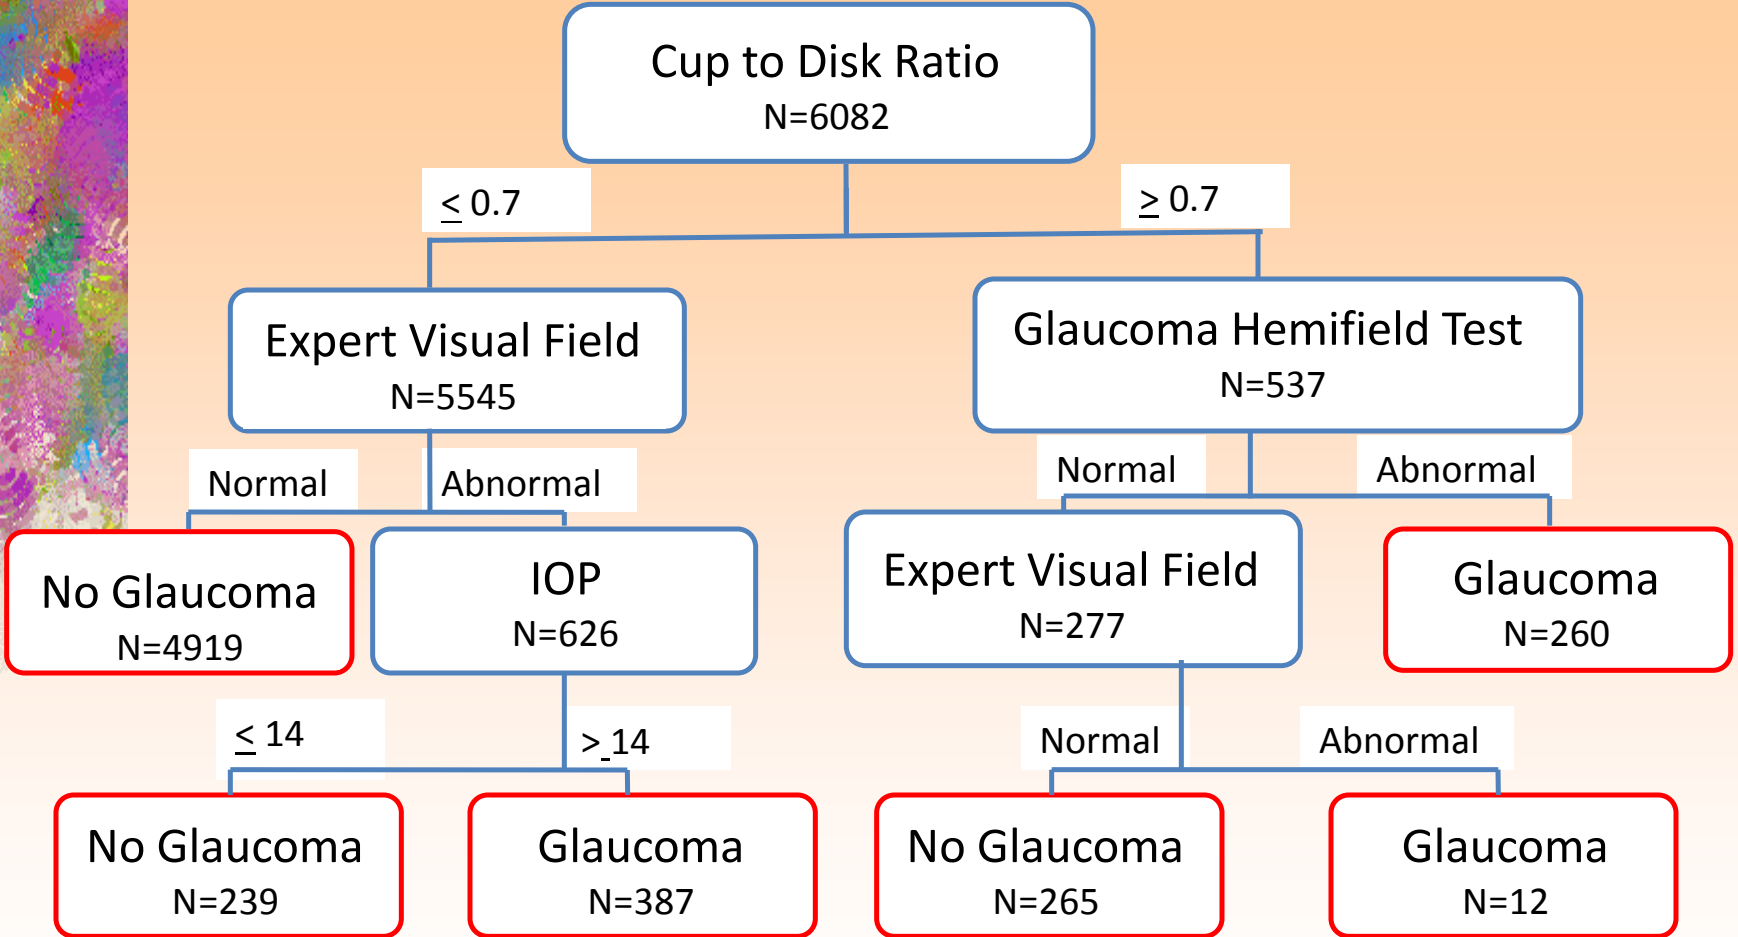 Cup to Disk Ratio
N=6082
≤ 0.7
≥ 0.7
Expert Visual Field
N=5545
Glaucoma Hemifield Test
N=537
Normal
Abnormal
Normal
Abnormal
No Glaucoma
N=4919
IOP
N=626
Expert Visual Field
N=277
Glaucoma
N=260
≤ 14
>_14
Normal
Abnormal
No Glaucoma
N=239
Glaucoma
N=387
No Glaucoma
N=265
Glaucoma
N=12